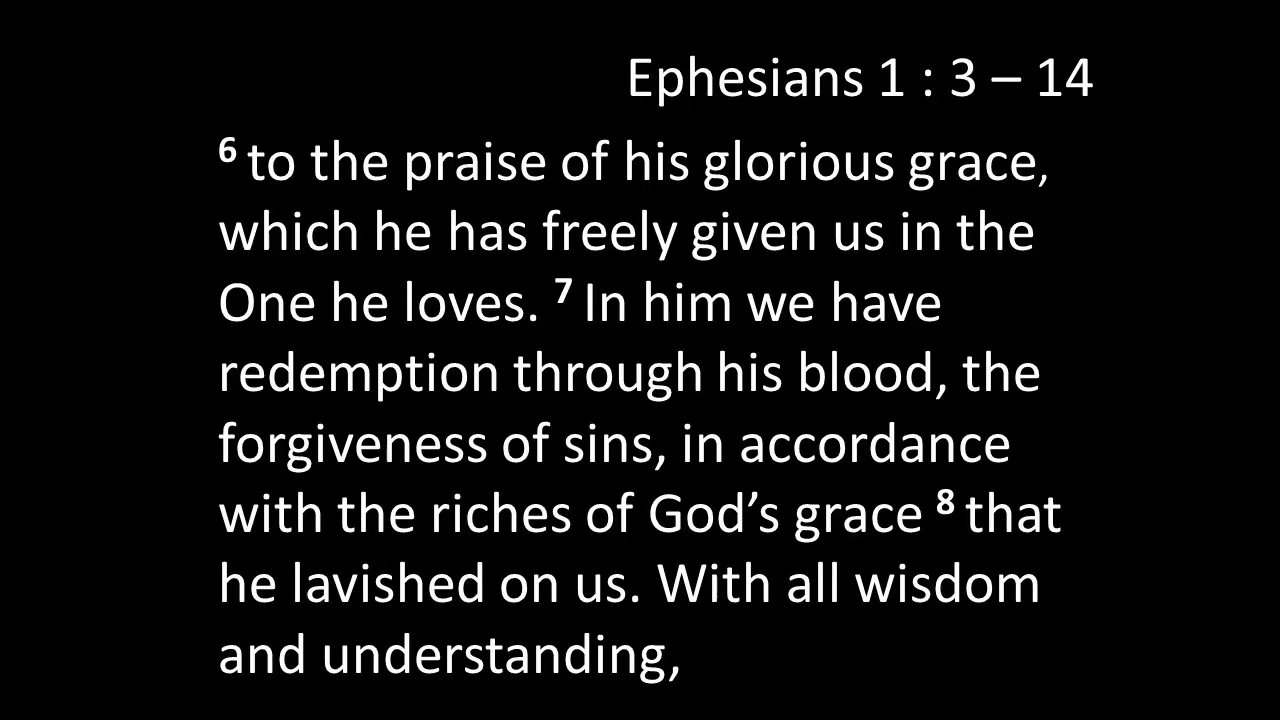 Ephesians 1 : 3 – 14
⁶ to the praise of his glorious grace,
which he has freely given us in the
One he loves. ⁷ In him we have
redemption through his blood, the
forgiveness of sins, in accordance
with the riches of God’s grace ⁸ that
he lavished on us. With all wisdom
and understanding,